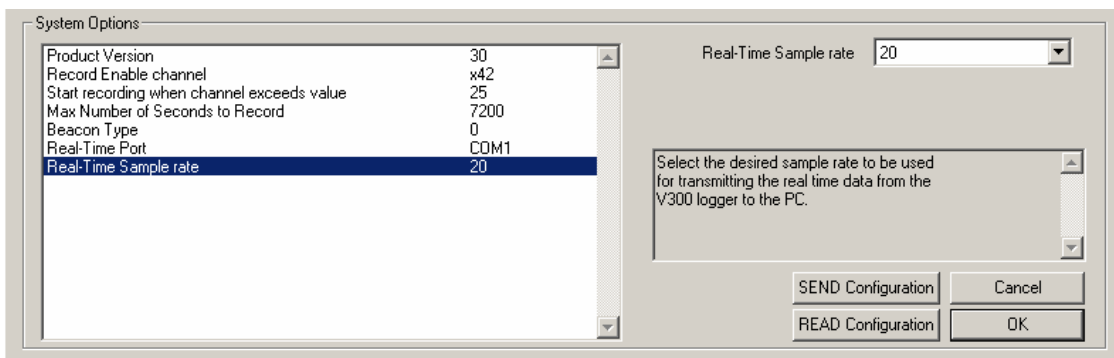 System Options
Product Version 30
Record Enable channel x42
Start recording when channel exceeds value 25
Max Number of Seconds to Record 7200
Beacon Type 0
Real-Time Port COM1
Real-Time Sample rate 20
Real-Time Sample rate 20
Select the desired sample rate to be used
for transmitting the real time data from the
V300 logger to the PC.
SEND Configuration Cancel
READ Configuration OK